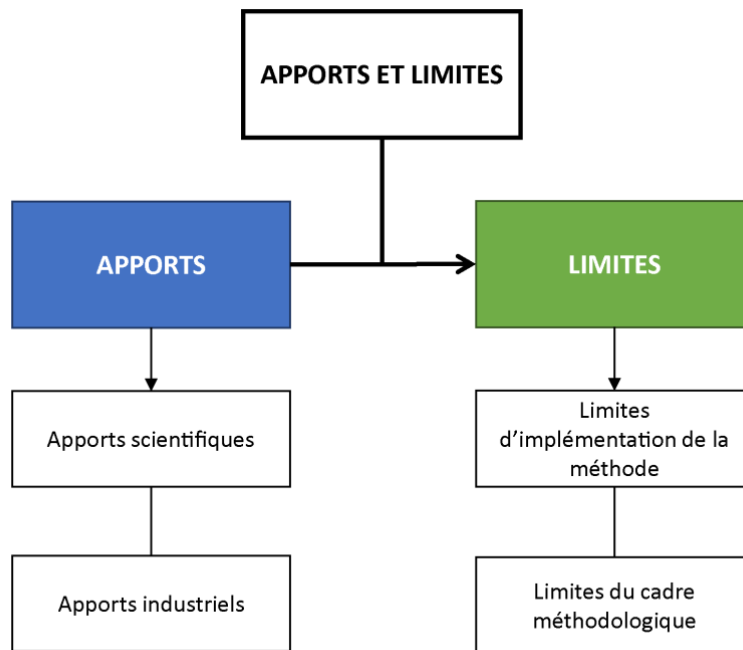 APPORTS ET LIMITES
APPORTS
LIMITES
Apports scientifiques
Limites
d’implémentation de la
méthode
Apports industriels
Limites du cadre
méthodologique